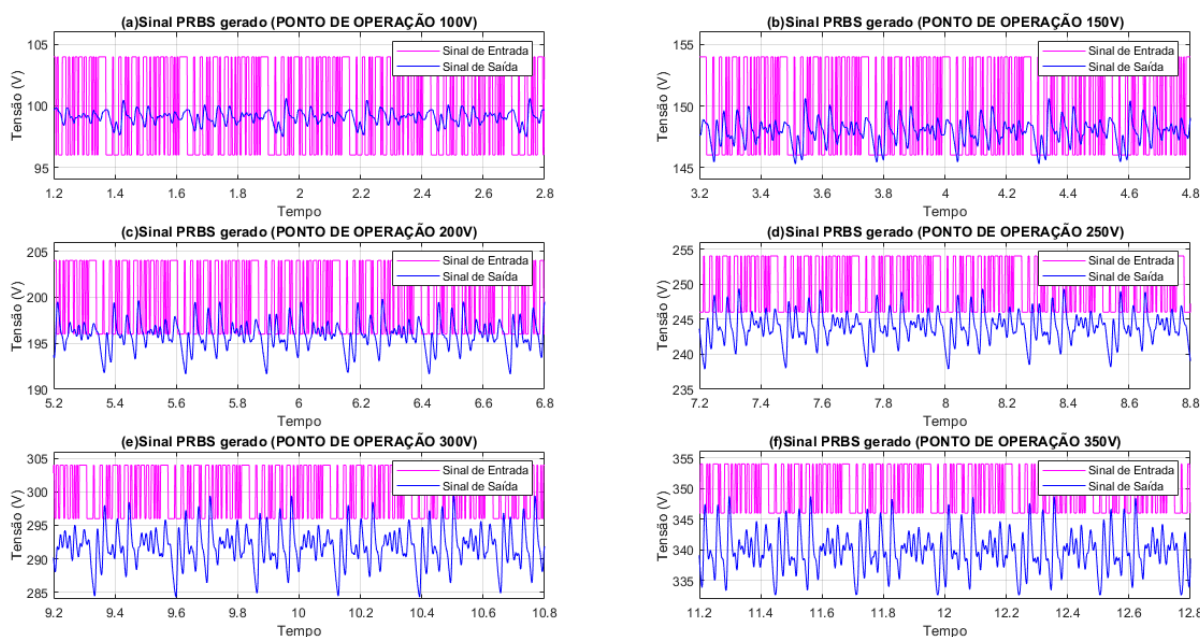 (a)Sinal PRBS gerado (PONTO DE OPERAÇÃO 100V)
105
100
95
Tensão (V)
Sinal de Entrada
Sinal de Saída
1.2 1.4 1.6 1.8 2 2.2 2.4 2.6 2.8
Tempo
(b)Sinal PRBS gerado (PONTO DE OPERAÇÃO 150V)
155
150
145
Tensão (V)
Sinal de Entrada
Sinal de Saída
3.2 3.4 3.6 3.8 4 4.2 4.4 4.6 4.8
Tempo
(c)Sinal PRBS gerado (PONTO DE OPERAÇÃO 200V)
205
200
195
190
Tensão (V)
Sinal de Entrada
Sinal de Saída
5.2 5.4 5.6 5.8 6 6.2 6.4 6.6 6.8
Tempo
(d)Sinal PRBS gerado (PONTO DE OPERAÇÃO 250V)
255
250
245
240
235
Tensão (V)
Sinal de Entrada
Sinal de Saída
7.2 7.4 7.6 7.8 8 8.2 8.4 8.6 8.8
Tempo
(e)Sinal PRBS gerado (PONTO DE OPERAÇÃO 300V)
305
300
295
290
285
Tensão (V)
Sinal de Entrada
Sinal de Saída
9.2 9.4 9.6 9.8 10 10.2 10.4 10.6 10.8
Tempo
(f)Sinal PRBS gerado (PONTO DE OPERAÇÃO 350V)
355
350
345
340
335
Tensão (V)
Sinal de Entrada
Sinal de Saída
11.2 11.4 11.6 11.8 12 12.2 12.4 12.6 12.8
Tempo